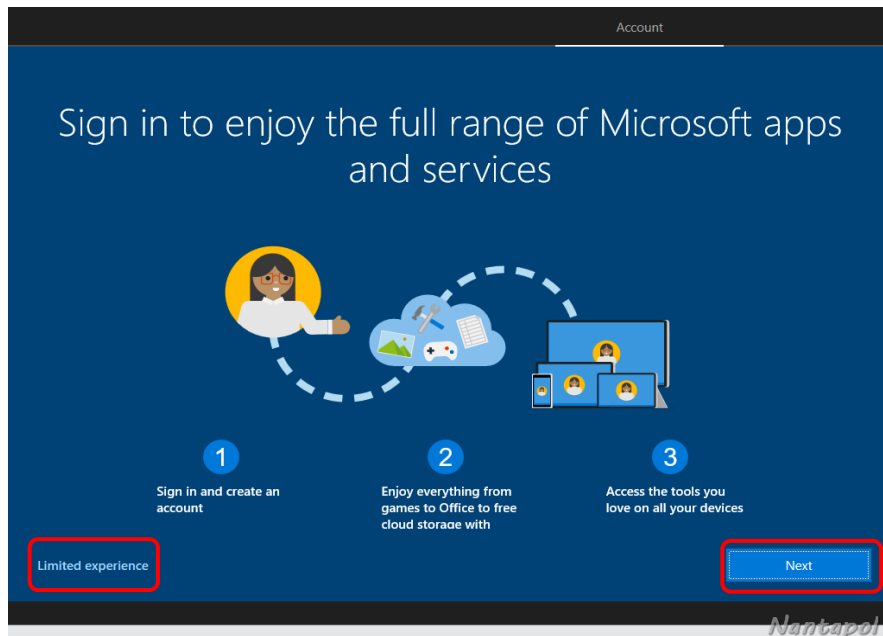 Account
Sign in to enjoy the full range of Microsoft apps
and services
1
2
3
Sign in and create an
account
Enjoy everything from
games to Office to free
cloud storage with
Access the tools you
love on all your devices
Limited experience
Next
Nantapol